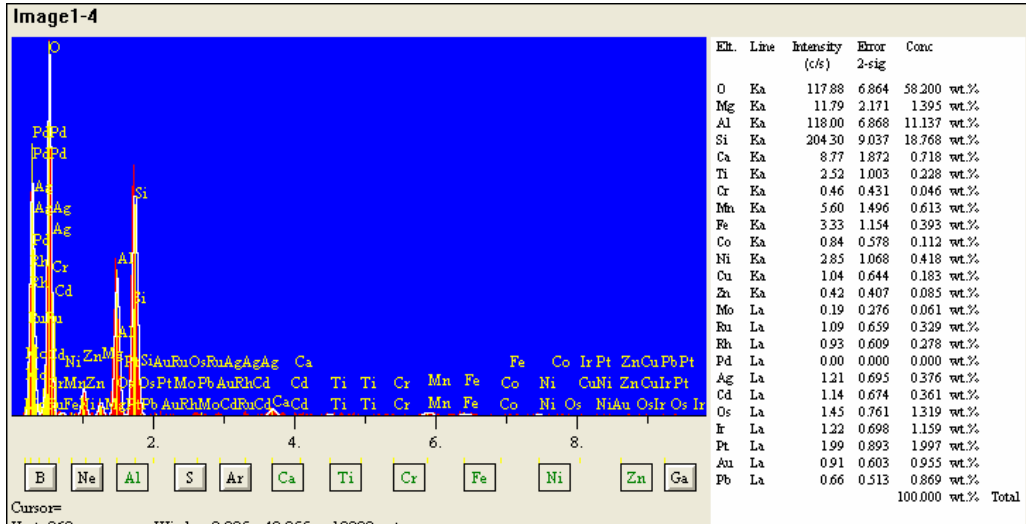 Image1-4
Elt. Line Intensity Error Conc
(c/s) 2-sig
O Ka 117.88 6.864 58.200 wt.%
Mg Ka 11.79 2.171 1.395 wt.%
Al Ka 118.00 6.868 11.137 wt.%
Si Ka 204.30 9.037 18.768 wt.%
Ca Ka 8.77 1.872 0.718 wt.%
Ti Ka 2.52 1.003 0.228 wt.%
Cr Ka 0.46 0.431 0.046 wt.%
Mn Ka 5.60 1.496 0.613 wt.%
Fe Ka 3.33 1.154 0.393 wt.%
Co Ka 0.84 0.578 0.112 wt.%
Ni Ka 2.85 1.068 0.418 wt.%
Cu Ka 1.04 0.644 0.183 wt.%
Zn Ka 0.42 0.407 0.085 wt.%
Mo La 0.19 0.276 0.061 wt.%
Ru La 1.09 0.659 0.329 wt.%
Rh La 0.93 0.609 0.278 wt.%
Pd La 0.00 0.000 0.000 wt.%
Ag La 1.21 0.695 0.376 wt.%
Cd La 1.14 0.674 0.361 wt.%
Os La 1.45 0.761 1.319 wt.%
Ir La 1.22 0.698 1.159 wt.%
Pt La 1.99 0.893 1.997 wt.%
Au La 0.91 0.603 0.955 wt.%
Pb La 0.66 0.513 0.869 wt.%
100.000 wt.% Total
O
PdPd
PdPd
Si
Ag
Ag
Pd
Al
Rh Cr
Cd
Si
Al
Ni Zn Mg SiAuRuOsRuAgAgAg Ca Fe Co Ir Pt ZnCuPbPt
MnZn Os OsPtMoPbAuRhCd Cd Ti Ti Cr Mn Fe Co Ni CuNi ZnCuIrPt
Pb AuRhMoCdRuCdCaCd Ti Ti Cr Mn Fe Co Ni Os NiAu OsIr Os Ir
2. 4. 6. 8.
B Ne Al S Ar Ca Ti Cr Fe Ni Zn Ga
Cursor=